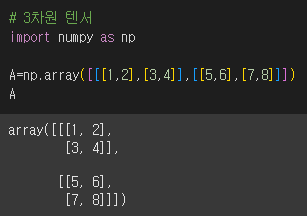 # 3차원 텐서
import numpy as np
A=np.array([[[1,2],[3,4]],[[5,6],[7,8]]])
A
array([[[1, 2],
        [3, 4]],
       [[5, 6],
        [7, 8]]])